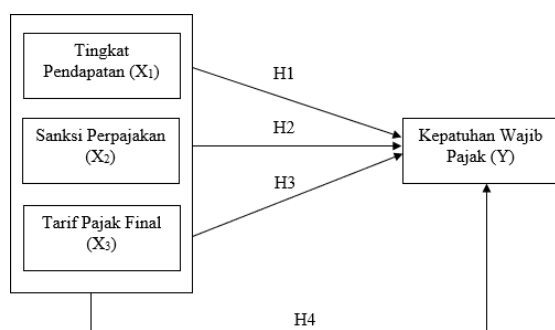 Tingkat
Pendapatan (X₁)
H1
Sanksi Perpajakan
(X₂)
H2
Kepatuhan Wajib
Pajak (Y)
H3
Tarif Pajak Final
(X₃)
H4